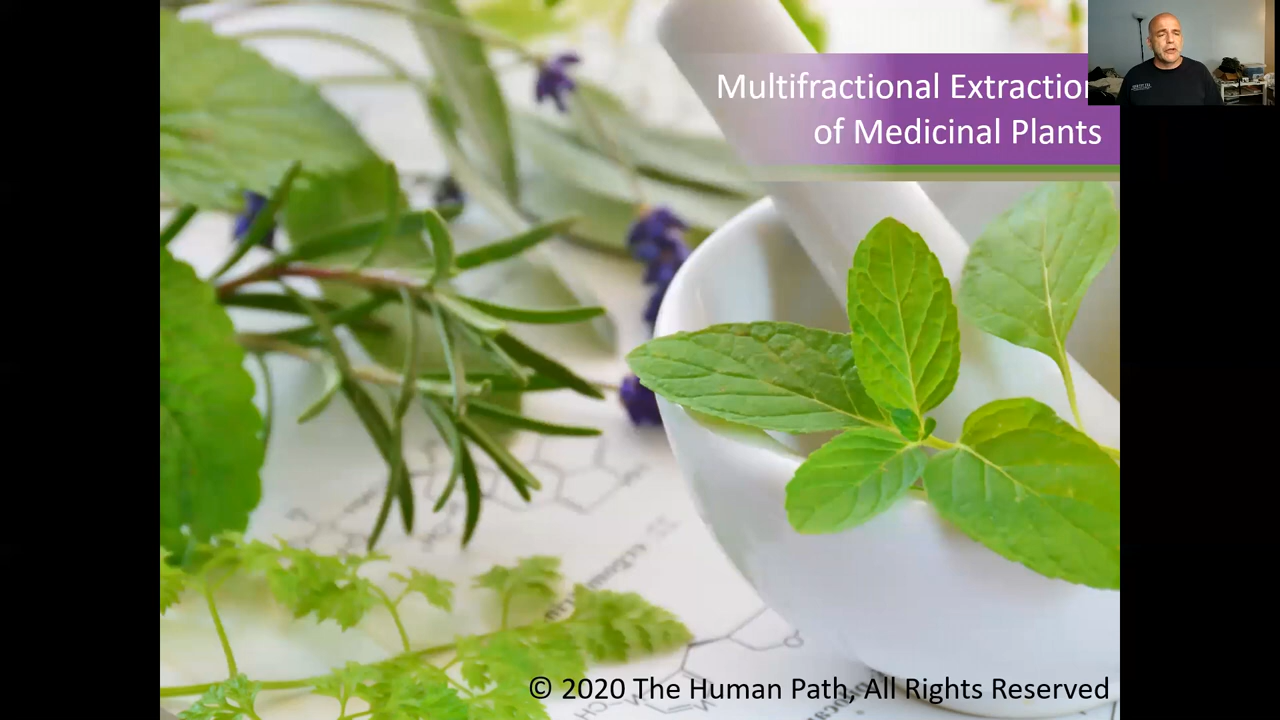 Multifractional Extraction
of Medicinal Plants
© 2020 The Human Path, All Rights Reserved